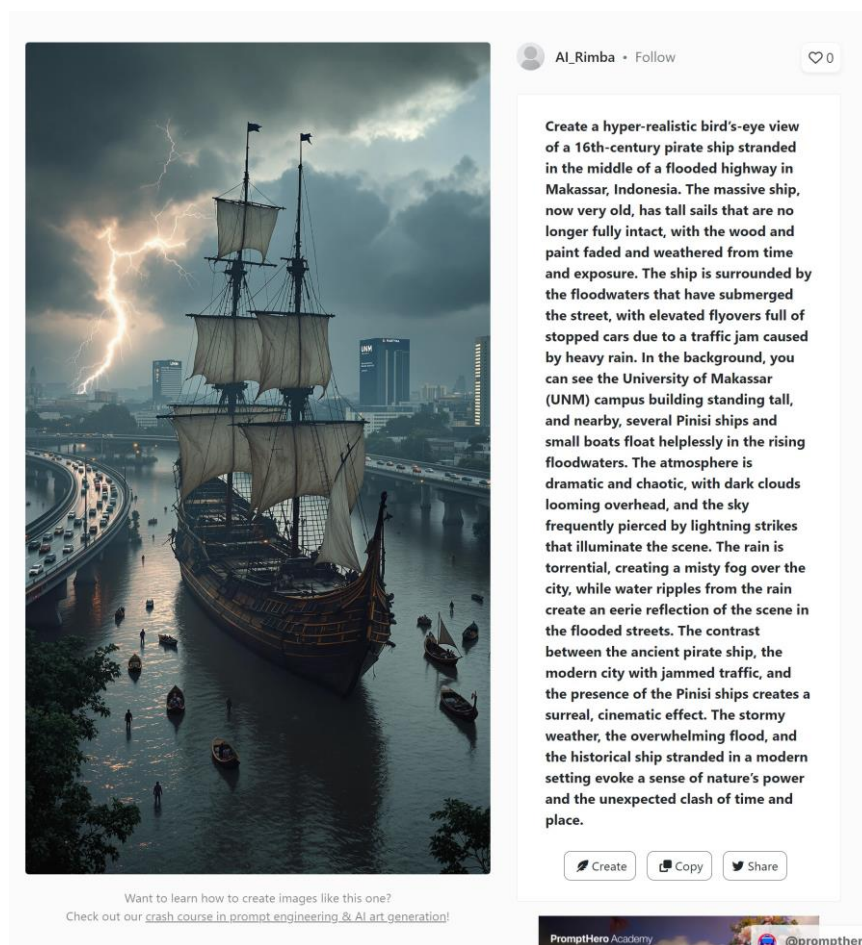 AI_Rimba • Follow
0
Create a hyper-realistic bird's-eye view
of a 16th-century pirate ship stranded
in the middle of a flooded highway in
Makassar, Indonesia. The massive ship,
now very old, has tall sails that are no
longer fully intact, with the wood and
paint faded and weathered from time
and exposure. The ship is surrounded by
the floodwaters that have submerged
the street, with elevated flyovers full of
stopped cars due to a traffic jam caused
by heavy rain. In the background, you
can see the University of Makassar
(UNM) campus building standing tall,
and nearby, several Pinisi ships and
small boats float helplessly in the rising
floodwaters. The atmosphere is
dramatic and chaotic, with dark clouds
looming overhead, and the sky
frequently pierced by lightning strikes
that illuminate the scene. The rain is
torrential, creating a misty fog over the
city, while water ripples from the rain
create an eerie reflection of the scene in
the flooded streets. The contrast
between the ancient pirate ship, the
modern city with jammed traffic, and
the presence of the Pinisi ships creates a
surreal, cinematic effect. The stormy
weather, the overwhelming flood, and
the historical ship stranded in a modern
setting evoke a sense of nature's power
and the unexpected clash of time and
place.
Create Copy Share
UNM
Want to learn how to create images like this one?
Check out our crash course in prompt engineering & AI art generation!
PromptHero Academy